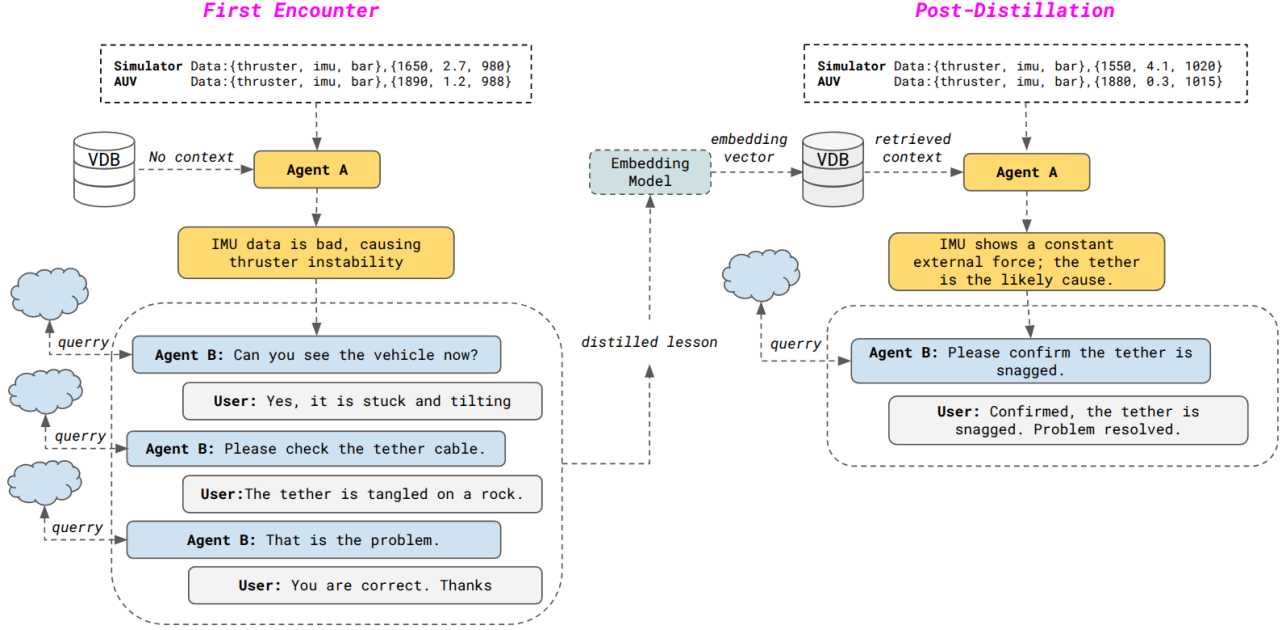 First Encounter
Simulator Data:{thruster, imu, bar},{1650, 2.7, 980}
AUV Data:{thruster, imu, bar},{1890, 1.2, 988}
VDB
No context
Agent A
IMU data is bad, causing
thruster instability
querry
Agent B: Can you see the vehicle now?
User: Yes, it is stuck and tilting
querry
Agent B: Please check the tether cable.
User:The tether is tangled on a rock.
querry
Agent B: That is the problem.
User: You are correct. Thanks
distilled lesson
Embedding
Model
embedding
vector
Post-Distillation
Simulator Data:{thruster, imu, bar},{1550, 4.1, 1020}
AUV Data:{thruster, imu, bar},{1880, 0.3, 1015}
VDB
retrieved
context
Agent A
IMU shows a constant
external force; the tether
is the likely cause.
querry
Agent B: Please confirm the tether is
snagged.
User: Confirmed, the tether is
snagged. Problem resolved.